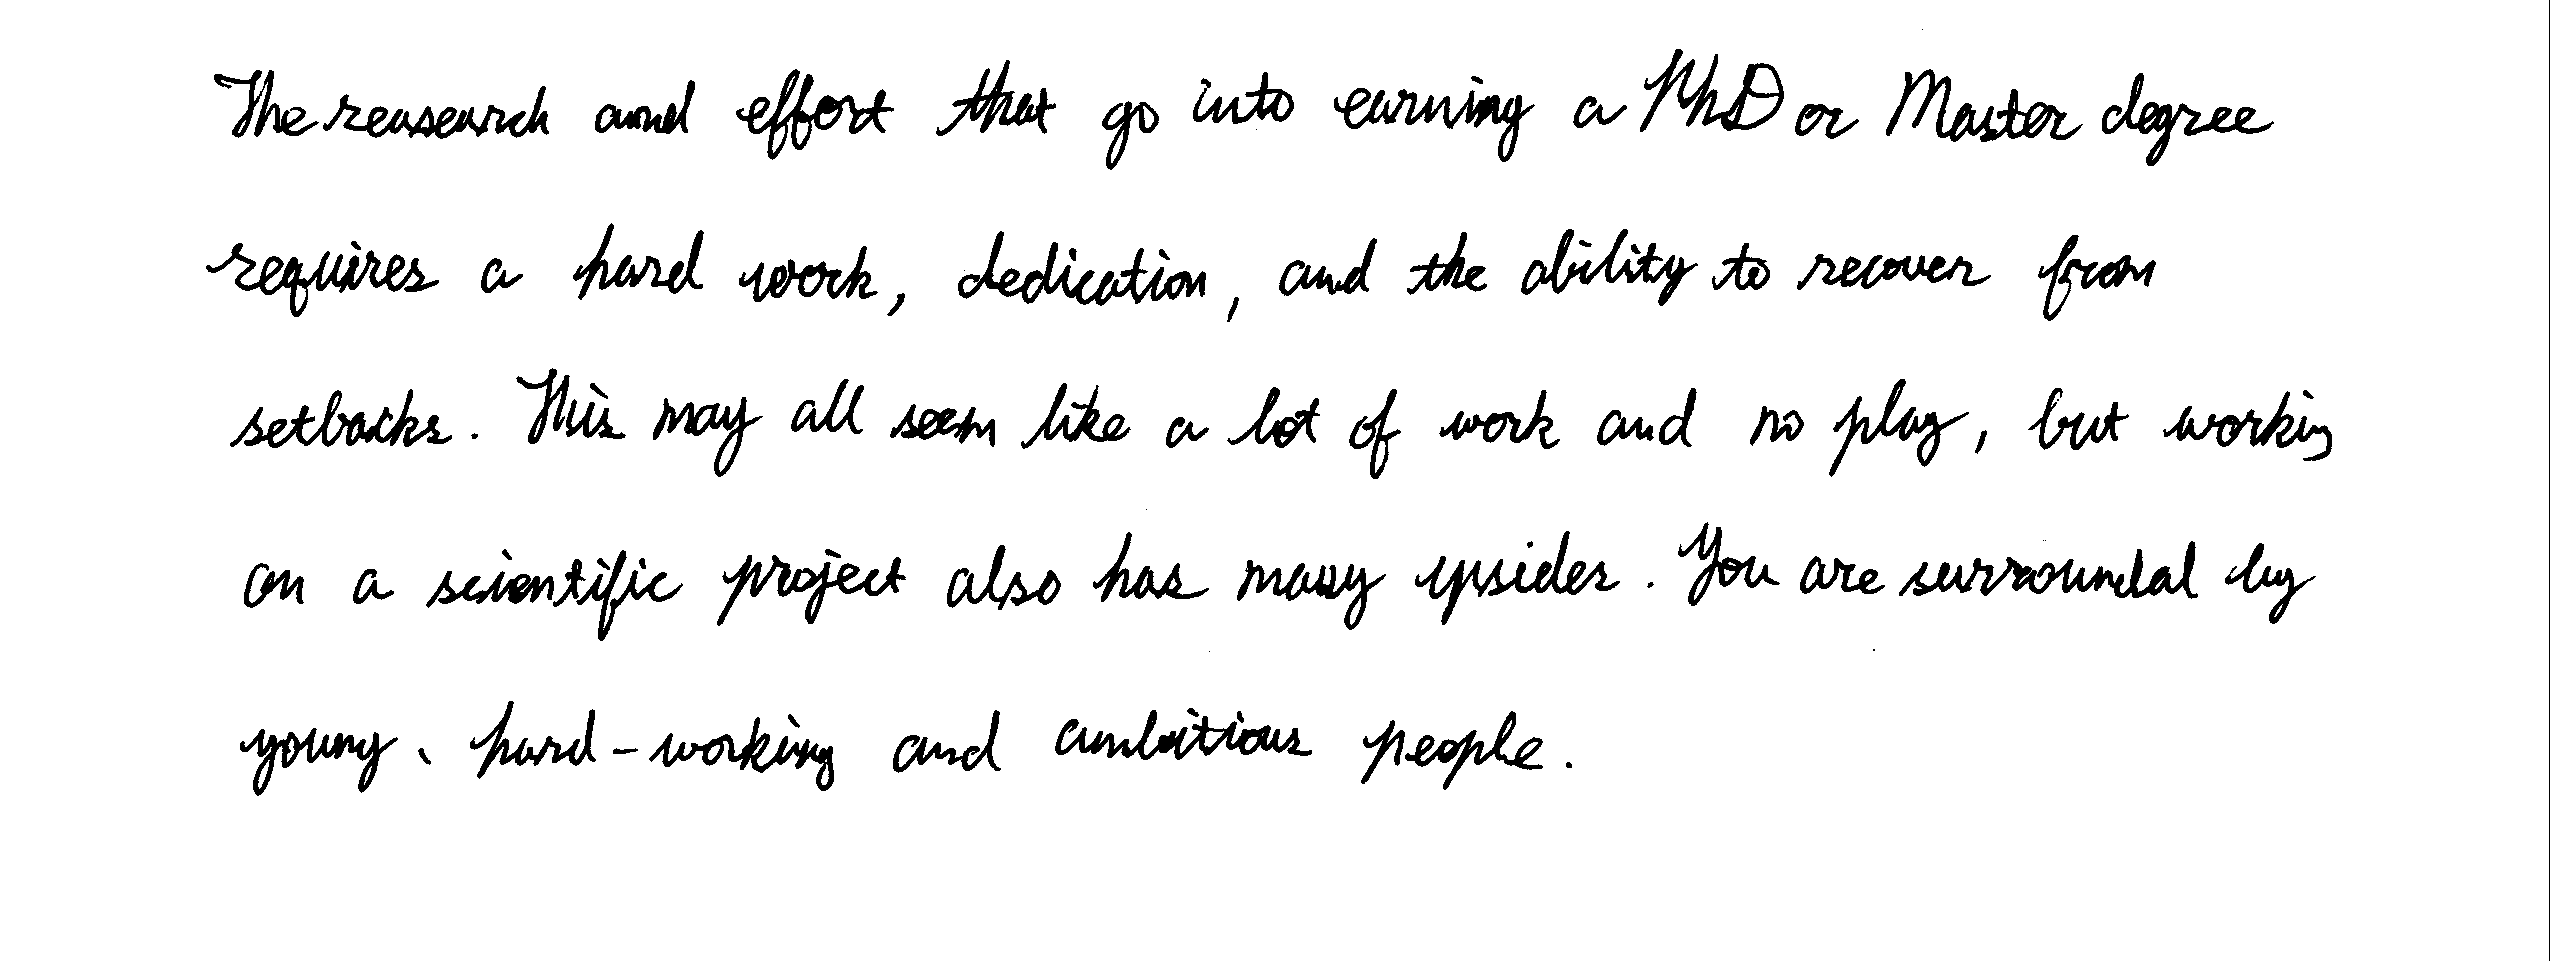 The reasearch and effort that go into earning a PhD or Master degree
requires a hard work, dedication, and the ability to recover from
setbacks. This may all seem like a lot of work and no play, but working
on a scientific project also has many upsides. You are surrounded by
young, hard-working and ambitious people.